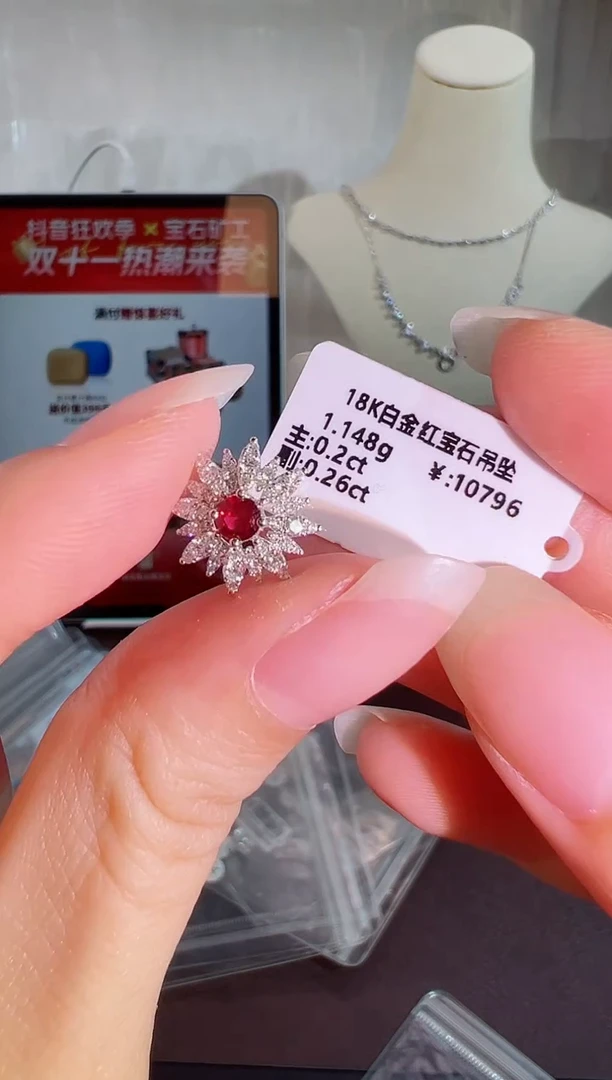 抖音狂欢季 × 宝石矿工
双十一热潮来袭
18K白金红宝石吊坠
1.148g
主:0.2ct
副:0.26ct
¥:10796